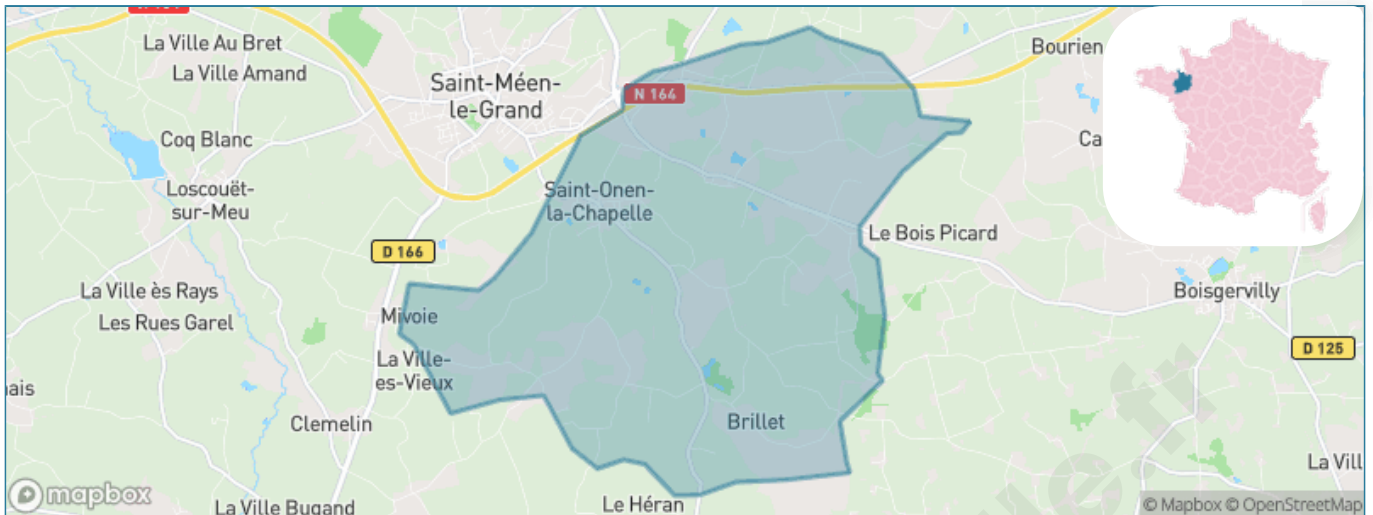 La Ville Au Bret
La Ville Amand
Saint-Méen-
le-Grand
N 164
Bourien
Coq Blanc
Ca
Loscouët-
sur-Meu
Saint-Onen-
la-Chapelle
D 166
Le Bois Picard
La Ville ès Rays
Boisgervilly
Les Rues Garel
Mivoie
D 125
La Ville-
es-Vieux
nais
Clemelin
Brillet
La Vill
mapbox
La Ville Bugand
Le Héran
© Mapbox © OpenStreetMap